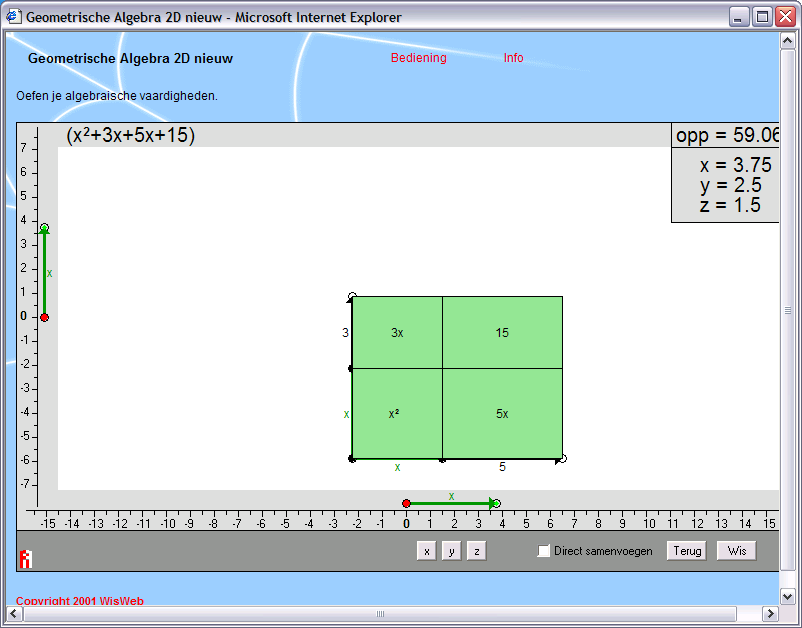 Geometrische Algebra 2D nieuw - Microsoft Internet Explorer
Geometrische Algebra 2D nieuw
Bediening
Info
Oefen je algebraische vaardigheden.
(x²+3x+5x+15)
opp = 59.06
x = 3.75
y = 2.5
z = 1.5
7
6
5
4
3
2
1
0
-1
-2
-3
-4
-5
-6
-7
x
3
3x
15
x
x²
5x
x
5
x
-15 -14 -13 -12 -11 -10 -9 -8 -7 -6 -5 -4 -3 -2 -1 0 1 2 3 4 5 6 7 8 9 10 11 12 13 14 15
x
y
z
Direct samenvoegen
Terug
Wis
Copyright 2001 WisWeb